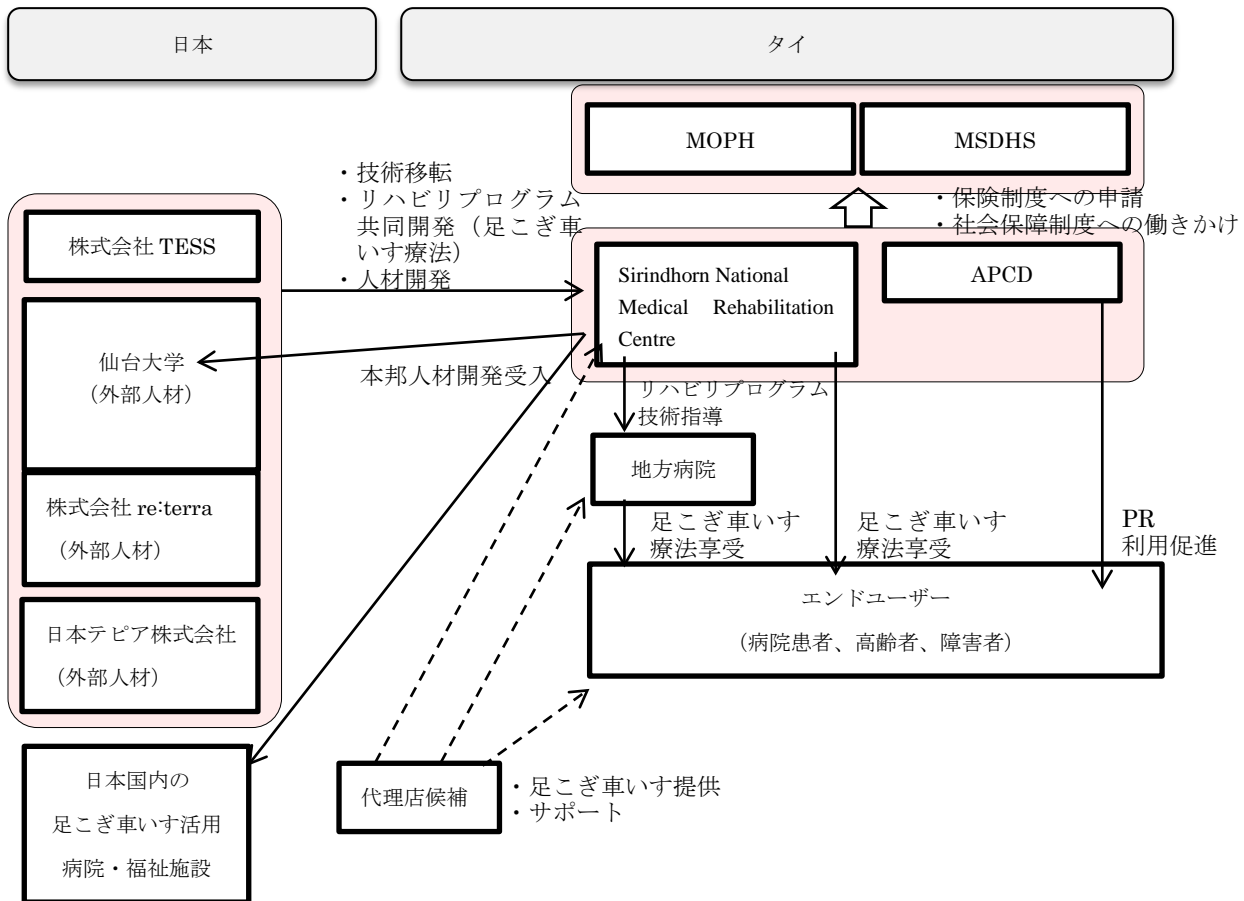 日本
タイ
MOPH
MSDHS
・技術移転
・リハビリプログラム
共同開発（足こぎ車
いす療法）
・人材開発
・保険制度への申請
・社会保障制度への働きかけ
株式会社 TESS
仙台大学
（外部人材）
株式会社 re:terra
（外部人材）
日本テピア株式会社
（外部人材）
Sirindhorn National
Medical Rehabilitation
Centre
APCD
本邦人材開発受入
リハビリプログラム
技術指導
地方病院
足こぎ車いす
療法享受
足こぎ車いす
療法享受
PR
利用促進
エンドユーザー
（病院患者、高齢者、障害者）
日本国内の
足こぎ車いす活用
病院・福祉施設
代理店候補
・足こぎ車いす提供
・サポート